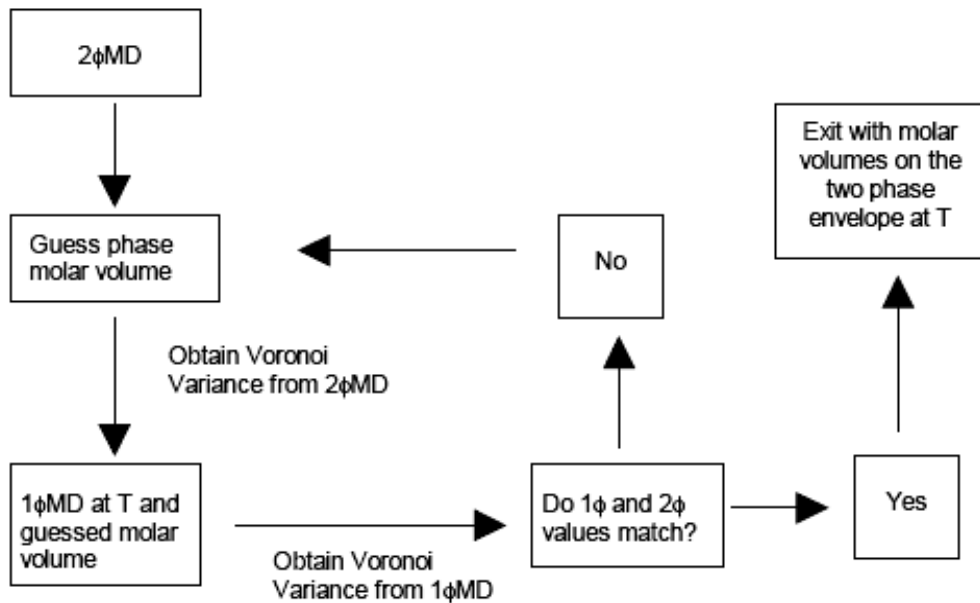 2ϕMD
Guess phase
molar volume
Obtain Voronoi
Variance from 2ϕMD
1ϕMD at T and
guessed molar
volume
Obtain Voronoi
Variance from 1ϕMD
Do 1ϕ and 2ϕ
values match?
No
Yes
Exit with molar
volumes on the
two phase
envelope at T